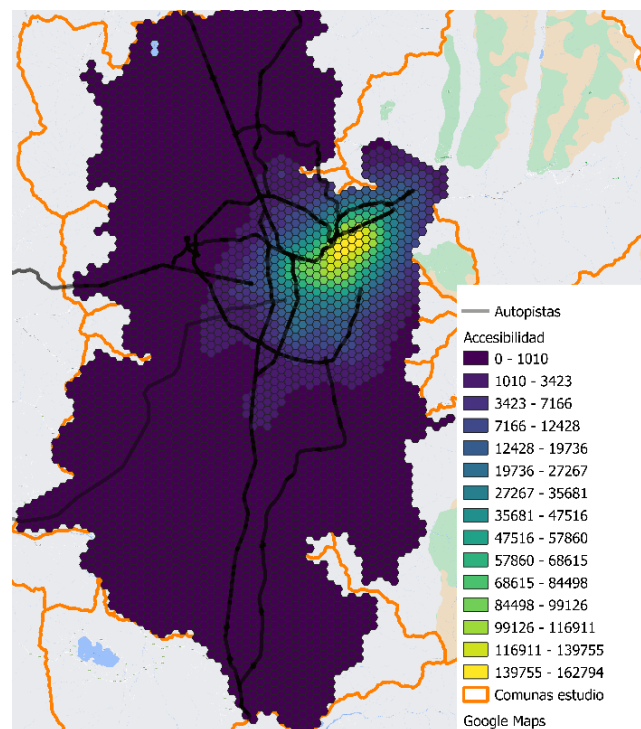 Autopistas
Accesibilidad
0 - 1010
1010 - 3423
3423 - 7166
7166 - 12428
12428 - 19736
19736 - 27267
27267 - 35681
35681 - 47516
47516 - 57860
57860 - 68615
68615 - 84498
84498 - 99126
99126 - 116911
116911 - 139755
139755 - 162794
Comunas estudio
Google Maps